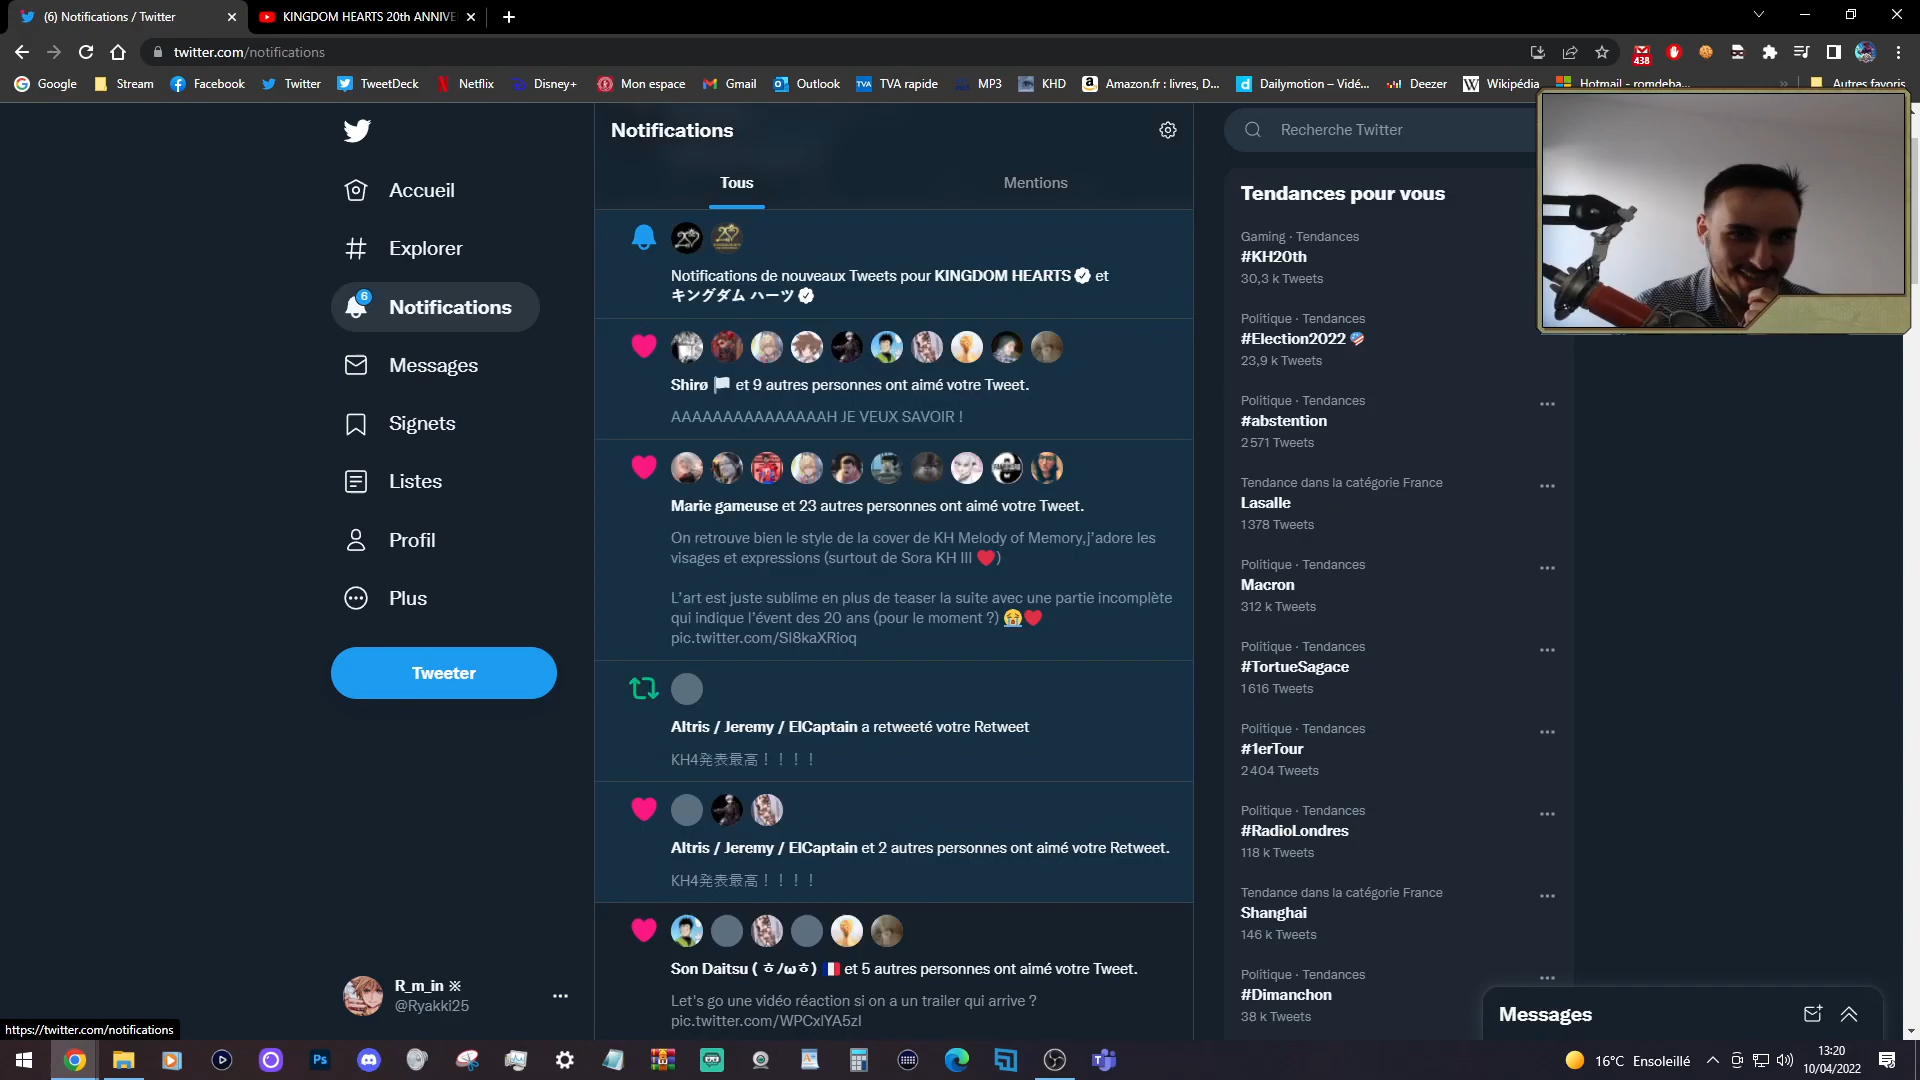 (6) Notifications / Twitter
KINGDOM HEARTS 20th ANNIVE
twitter.com/notifications
438
Google
Stream
Facebook
Twitter
TweetDeck
Netflix
Disney+
Mon espace
Gmail
Outlook
TVA
TVA rapide
MP3
KHD
Amazon.fr : livres, D...
Dailymotion – Vidé...
Deezer
Wikipédia
Hotmail - romdeba...
Autres favoris
Accueil
Explorer
6
Notifications
Messages
Signets
Listes
Profil
Plus
Tweeter
R_m_in ※
@Ryakki25
https://twitter.com/notifications
Notifications
Tous
Mentions
Notifications de nouveaux Tweets pour KINGDOM HEARTS et
キングダム ハーツ
Shirø 🏳 et 9 autres personnes ont aimé votre Tweet.
AAAAAAAAAAAAAAAH JE VEUX SAVOIR !
Marie gameuse et 23 autres personnes ont aimé votre Tweet.
On retrouve bien le style de la cover de KH Melody of Memory,j'adore les
visages et expressions (surtout de Sora KH III ❤)
L'art est juste sublime en plus de teaser la suite avec une partie incomplète
qui indique l'évent des 20 ans (pour le moment ?) 😭❤
pic.twitter.com/SI8kaXRioq
Altris / Jeremy / ElCaptain a retweeté votre Retweet
KH4発表最高！！！！
Altris / Jeremy / ElCaptain et 2 autres personnes ont aimé votre Retweet.
KH4発表最高！！！！
Son Daitsu ( ㅎ/ωㅎ) 🇫🇷 et 5 autres personnes ont aimé votre Tweet.
Let's go une vidéo réaction si on a un trailer qui arrive ?
pic.twitter.com/WPCxlYA5zI
Recherche Twitter
Tendances pour vous
Gaming · Tendances
#KH20th
30,3 k Tweets
Politique · Tendances
#Election2022
23,9 k Tweets
Politique · Tendances
#abstention
2 571 Tweets
Tendance dans la catégorie France
Lasalle
1 378 Tweets
Politique · Tendances
Macron
312 k Tweets
Politique · Tendances
#TortueSagace
1 616 Tweets
Politique · Tendances
#1erTour
2 404 Tweets
Politique · Tendances
#RadioLondres
118 k Tweets
Tendance dans la catégorie France
Shanghai
146 k Tweets
Politique · Tendances
#Dimanchon
38 k Tweets
Messages
Ps
16°C Ensoleillé
13:20
10/04/2022